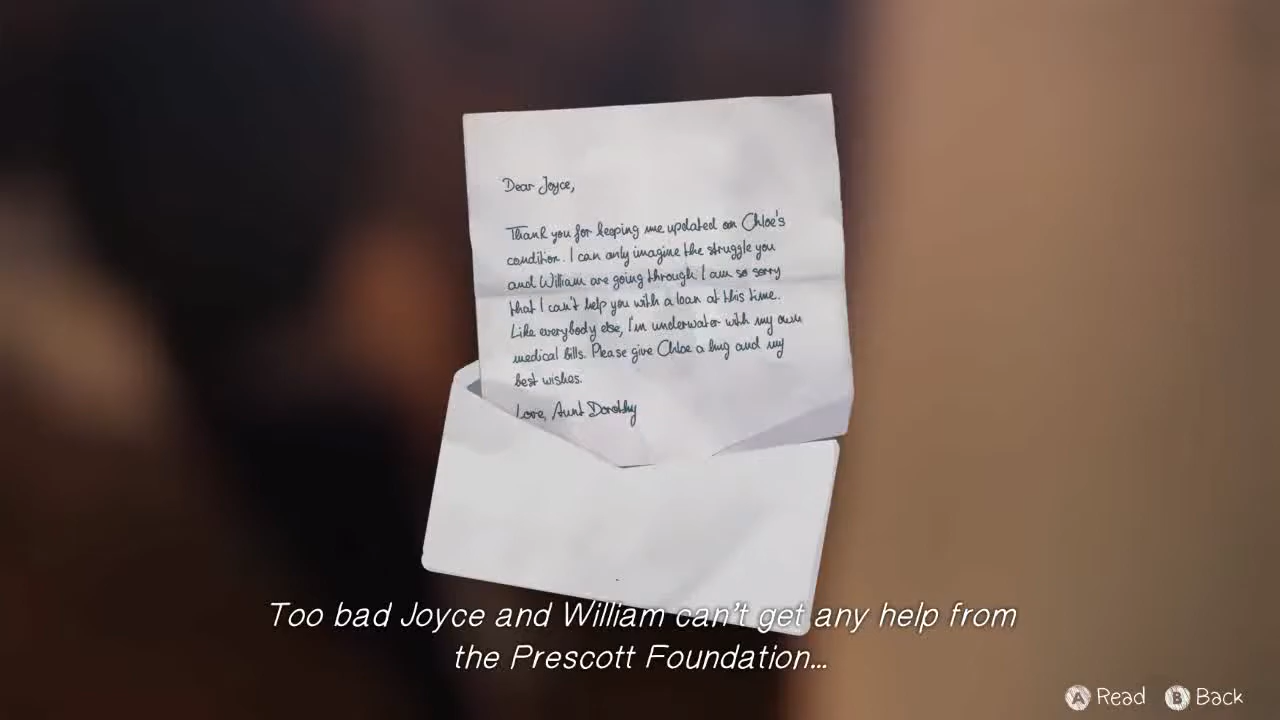 Dear Joyce,
Thank you for keeping me updated on Chloe's
condition. I can only imagine the struggle you
and William are going through. I am so sorry
that I can't help you with a loan at this time.
Like everybody else, I'm underwater with my own
medical bills. Please give Chloe a hug and my
best wishes.
Love, Aunt Dorothy
Too bad Joyce and William can't get any help from
the Prescott Foundation...
A Read B Back